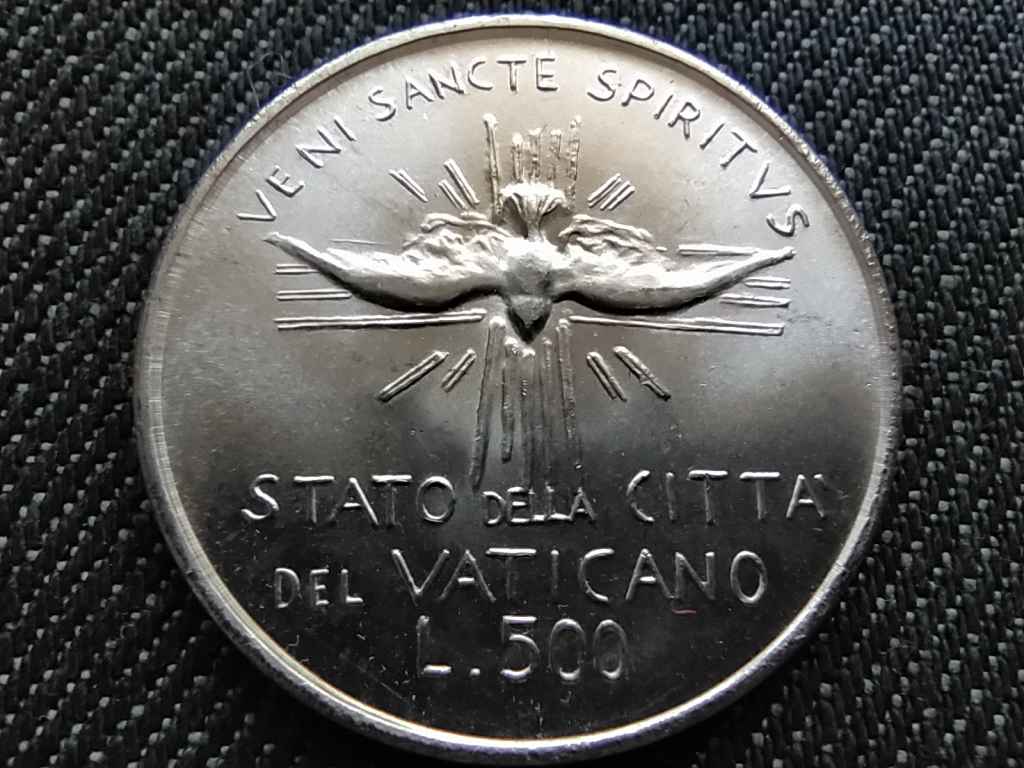 VENI SANCTE SPIRITVS
STATO DELLA CITTA'
DEL VATICANO
L. 500